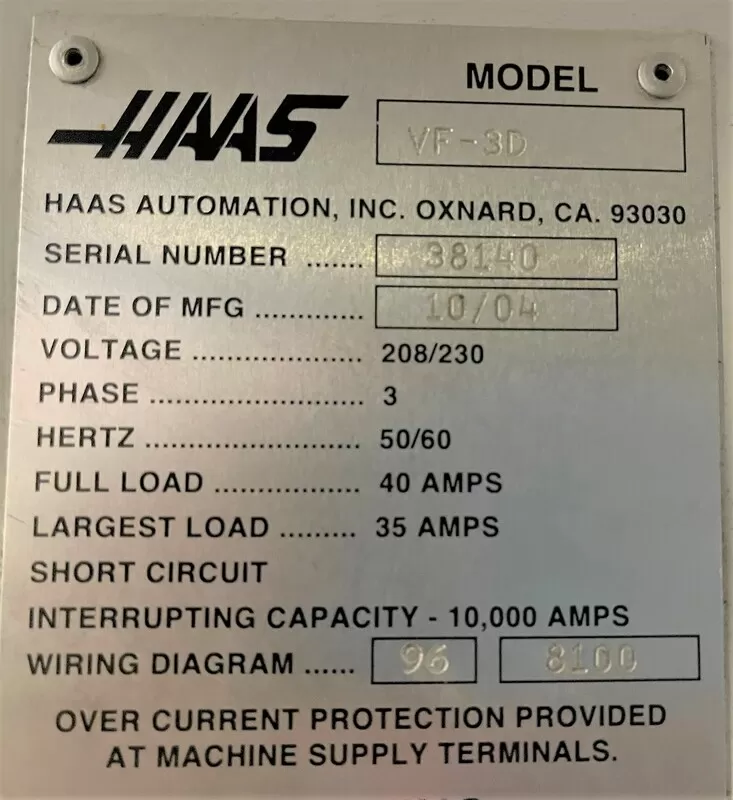 MODEL
HAAS
VF-3D
HAAS AUTOMATION, INC. OXNARD, CA. 93030
SERIAL NUMBER ....... 38140
DATE OF MFG ............. 10/04
VOLTAGE .................... 208/230
PHASE ......................... 3
HERTZ ......................... 50/60
FULL LOAD ................. 40 AMPS
LARGEST LOAD ......... 35 AMPS
SHORT CIRCUIT
INTERRUPTING CAPACITY - 10,000 AMPS
WIRING DIAGRAM ...... 96 8100
OVER CURRENT PROTECTION PROVIDED
AT MACHINE SUPPLY TERMINALS.